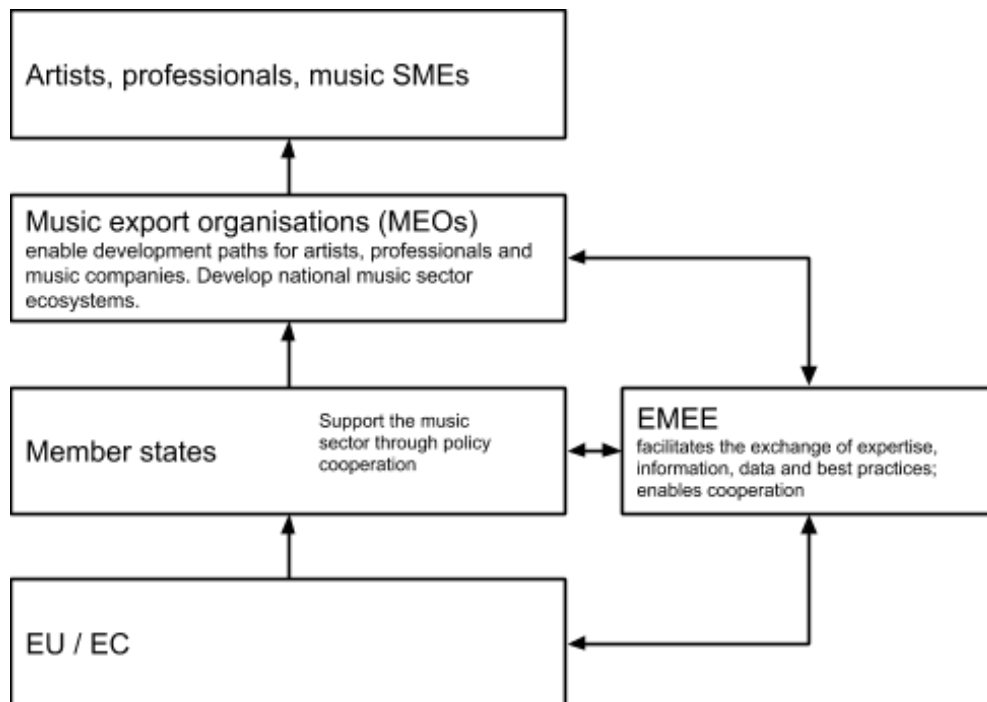 Artists, professionals, music SMEs
Music export organisations (MEOs)
enable development paths for artists, professionals and
music companies. Develop national music sector
ecosystems.
Member states
Support the music
sector through policy
cooperation
EMEE
facilitates the exchange of expertise,
information, data and best practices;
enables cooperation
EU / EC